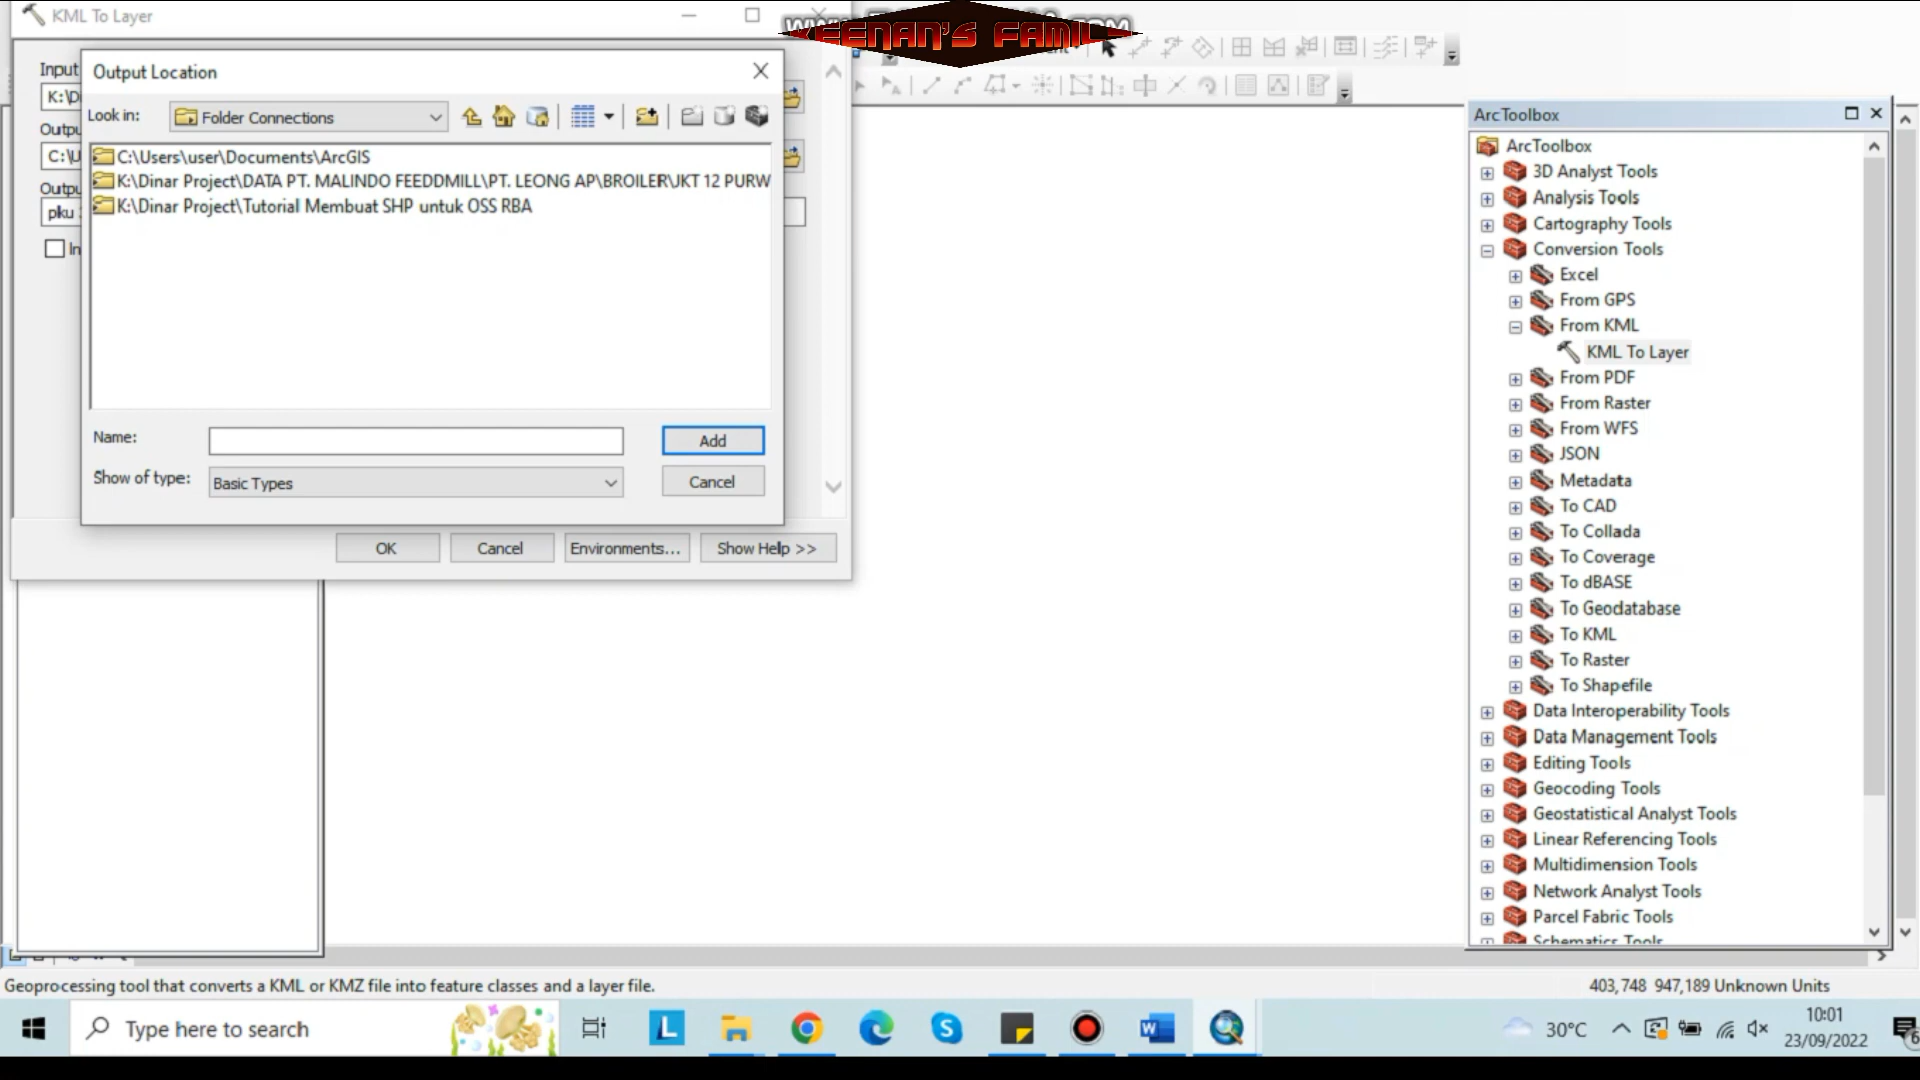 KML To Layer
KEENAN'S FAMILY
Input
K:\D
Outpu
C:\U
Outpu
pku
In
Output Location
Look in:
Folder Connections
C:\Users\user\Documents\ArcGIS
K:\Dinar Project\DATA PT. MALINDO FEEDDMILL\PT. LEONG AP\BROILER\JKT 12 PURW
K:\Dinar Project\Tutorial Membuat SHP untuk OSS RBA
Name:
Add
Show of type:
Basic Types
Cancel
OK
Cancel
Environments...
Show Help >>
ArcToolbox
ArcToolbox
3D Analyst Tools
Analysis Tools
Cartography Tools
Conversion Tools
Excel
From GPS
From KML
KML To Layer
From PDF
From Raster
From WFS
JSON
Metadata
To CAD
To Collada
To Coverage
To dBASE
To Geodatabase
To KML
To Raster
To Shapefile
Data Interoperability Tools
Data Management Tools
Editing Tools
Geocoding Tools
Geostatistical Analyst Tools
Linear Referencing Tools
Multidimension Tools
Network Analyst Tools
Parcel Fabric Tools
Schematics Tools
Geoprocessing tool that converts a KML or KMZ file into feature classes and a layer file.
403,748 947,189 Unknown Units
Type here to search
30°C
10:01
23/09/2022